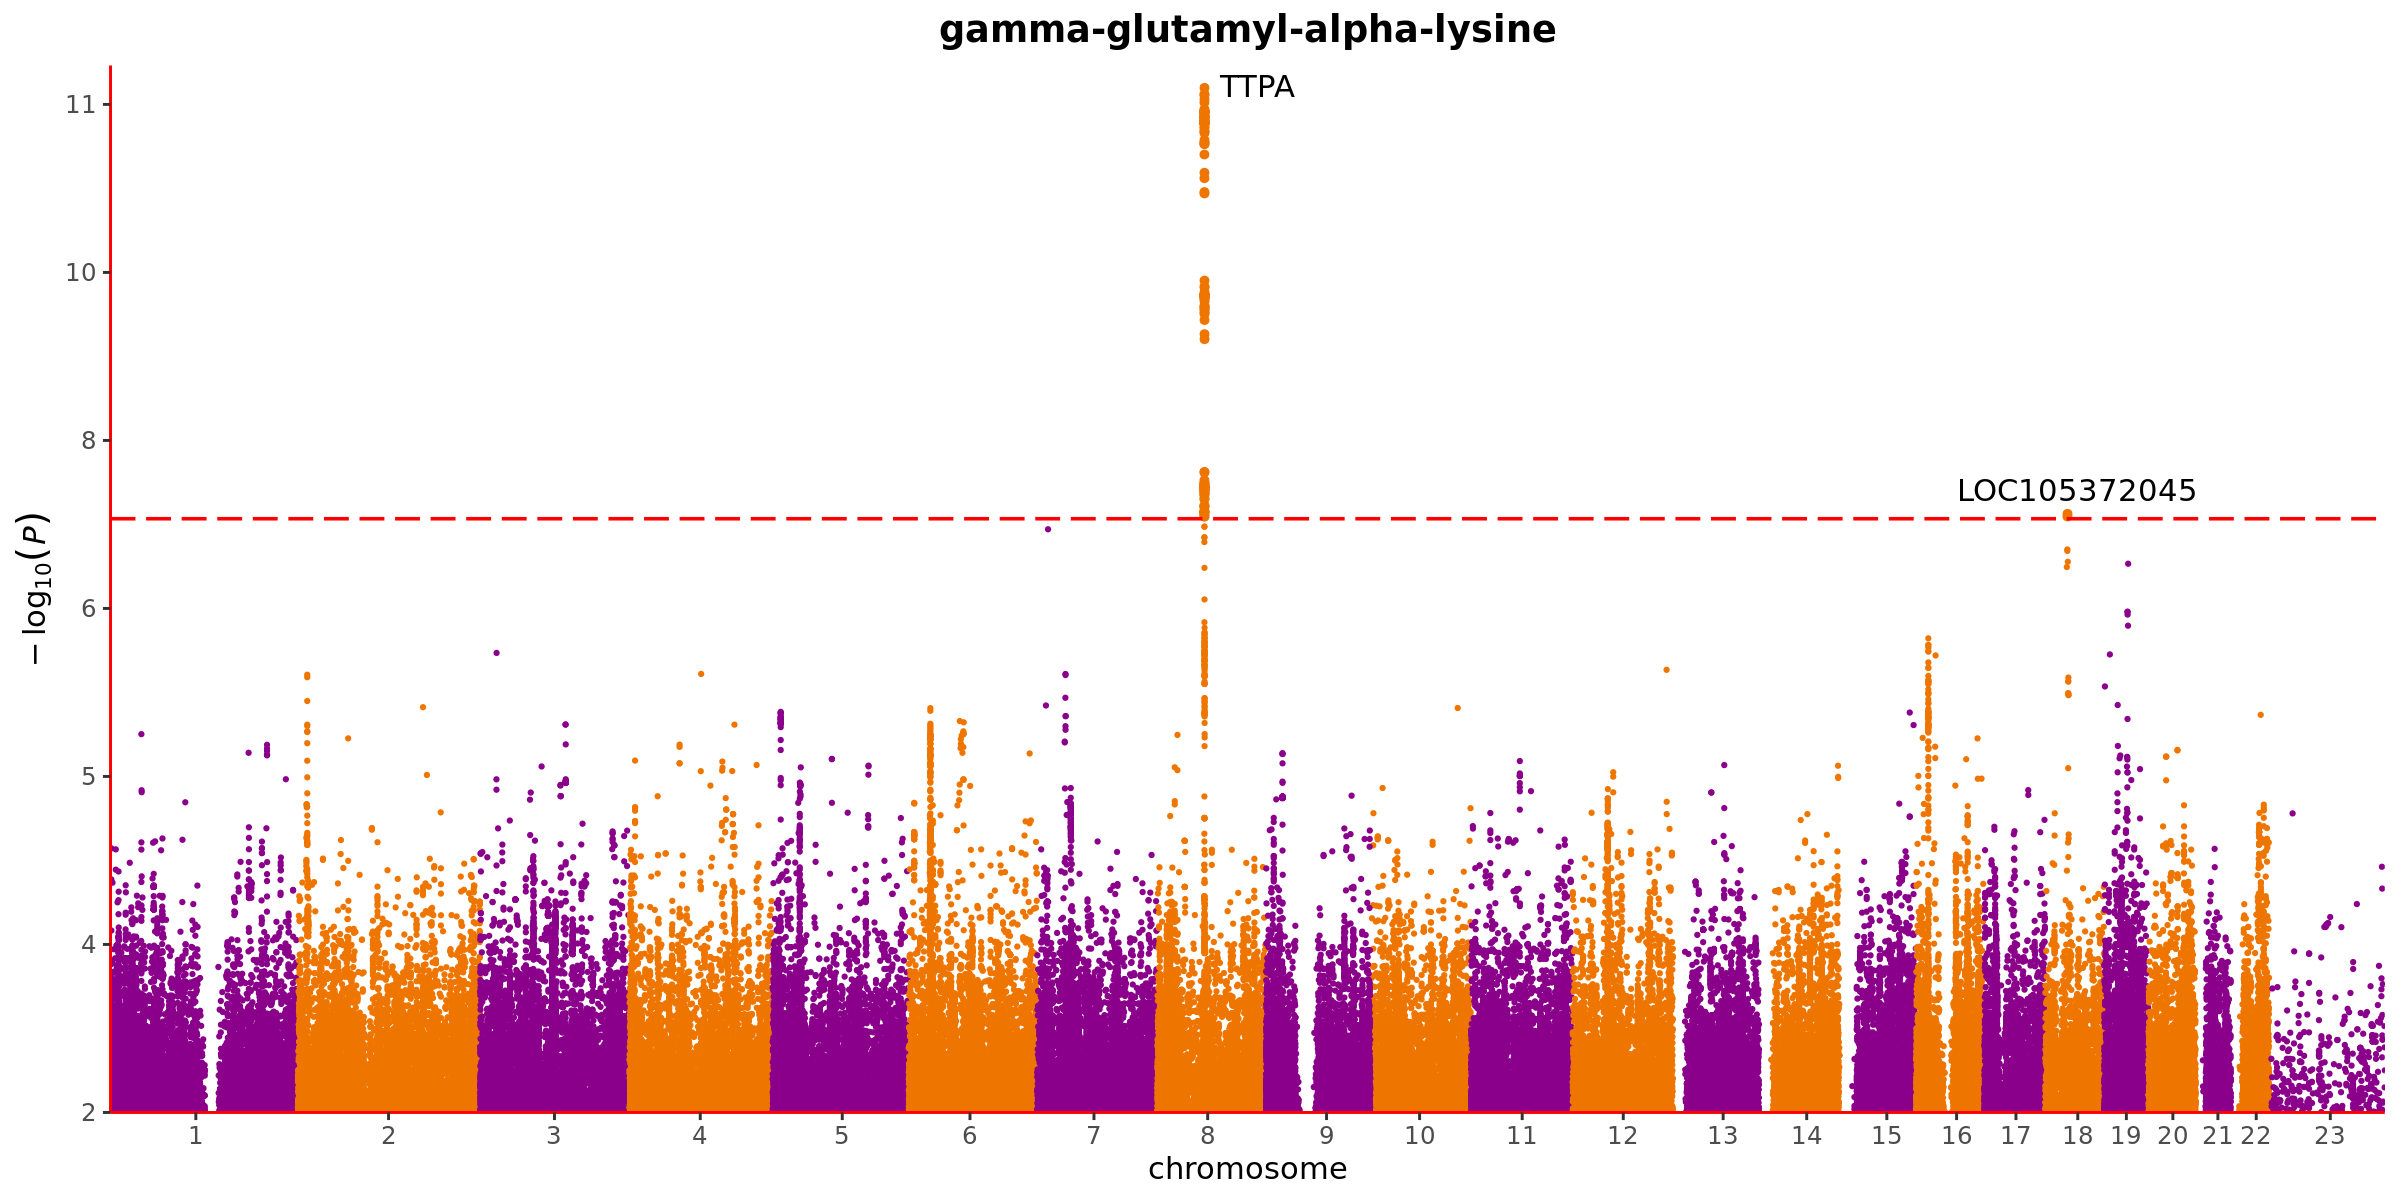 gamma-glutamyl-alpha-lysine
TTPA
LOC105372045
11
10
8
6
5
4
2
− log₁₀(P)
1 2 3 4 5 6 7 8 9 10 11 12 13 14 15 16 17 18 19 20 21 22 23
chromosome